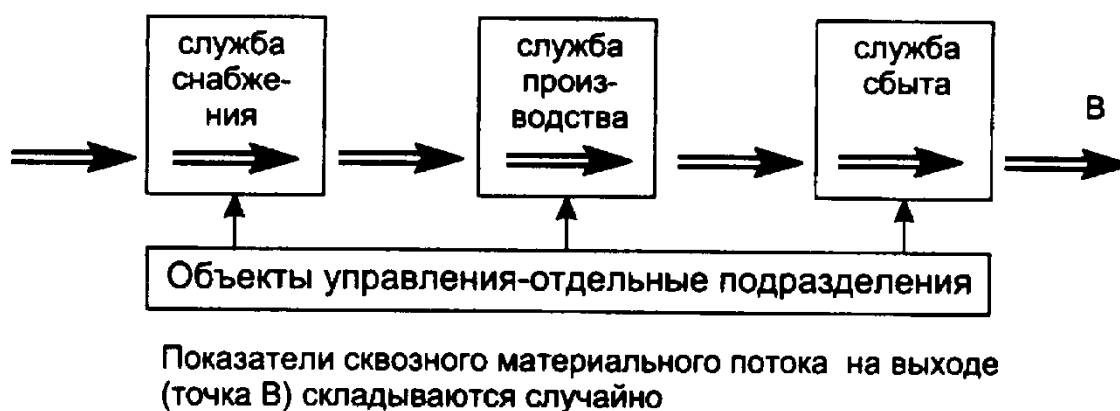 служба
снабже-
ния
служба
произ-
водства
служба
сбыта
В
Объекты управления-отдельные подразделения
Показатели сквозного материального потока на выходе
(точка В) складываются случайно